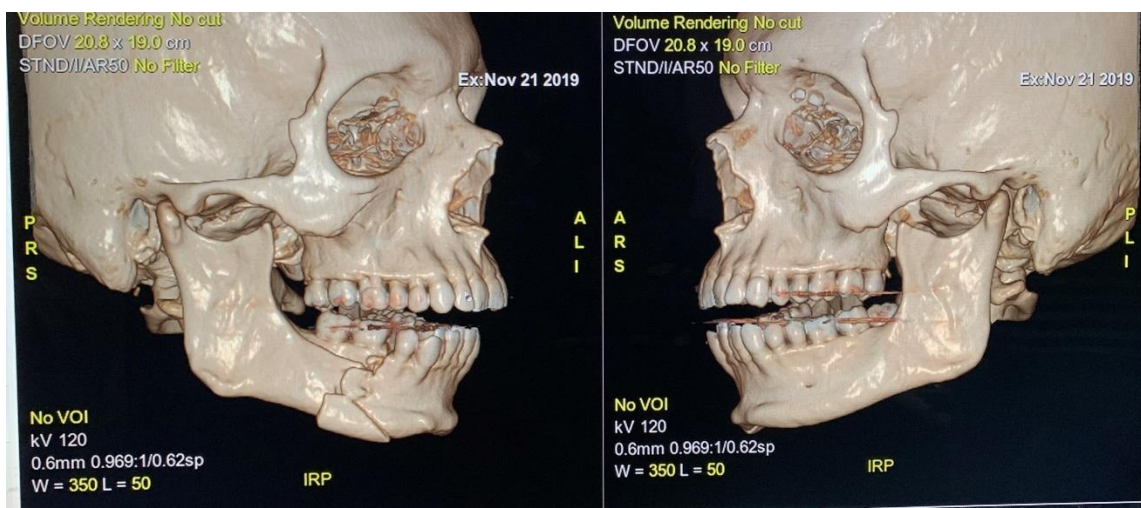 Volume Rendering No cut
DFOV 20.8 x 19.0 cm
STND/I/AR50 No Filter
Ex:Nov 21 2019
P
R
S
A
L
I
No VOI
kV 120
0.6mm 0.969:1/0.62sp
W = 350 L = 50
IRP
Volume Rendering No cut
DFOV 20.8 x 19.0 cm
STND/I/AR50 No Filter
Ex:Nov 21 2019
A
R
S
P
L
I
No VOI
kV 120
0.6mm 0.969:1/0.62sp
W = 350 L = 50
IRP